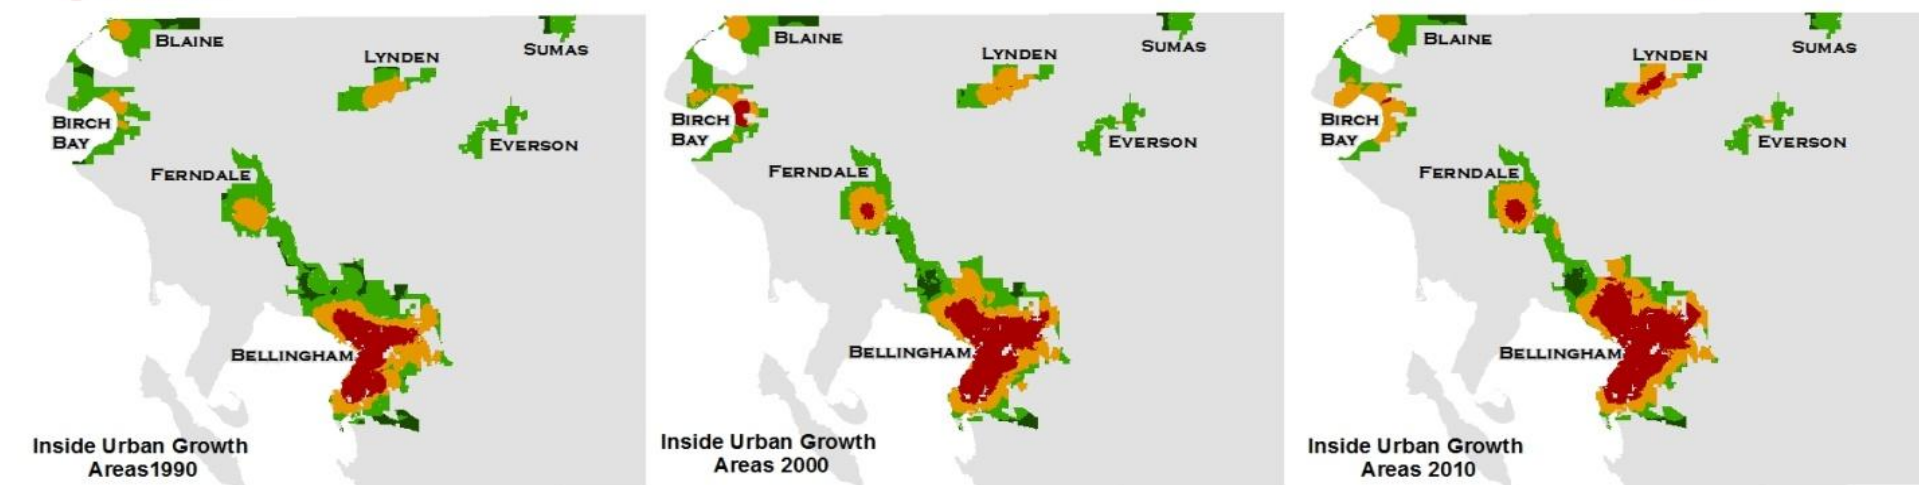 BLAINE
LYNDEN
SUMAS
BIRCH
BAY
EVERSON
FERNDALE
BELLINGHAM
Inside Urban Growth
Areas1990
BLAINE
LYNDEN
SUMAS
BIRCH
BAY
EVERSON
FERNDALE
BELLINGHAM
Inside Urban Growth
Areas 2000
BLAINE
LYNDEN
SUMAS
BIRCH
BAY
EVERSON
FERNDALE
BELLINGHAM
Inside Urban Growth
Areas 2010